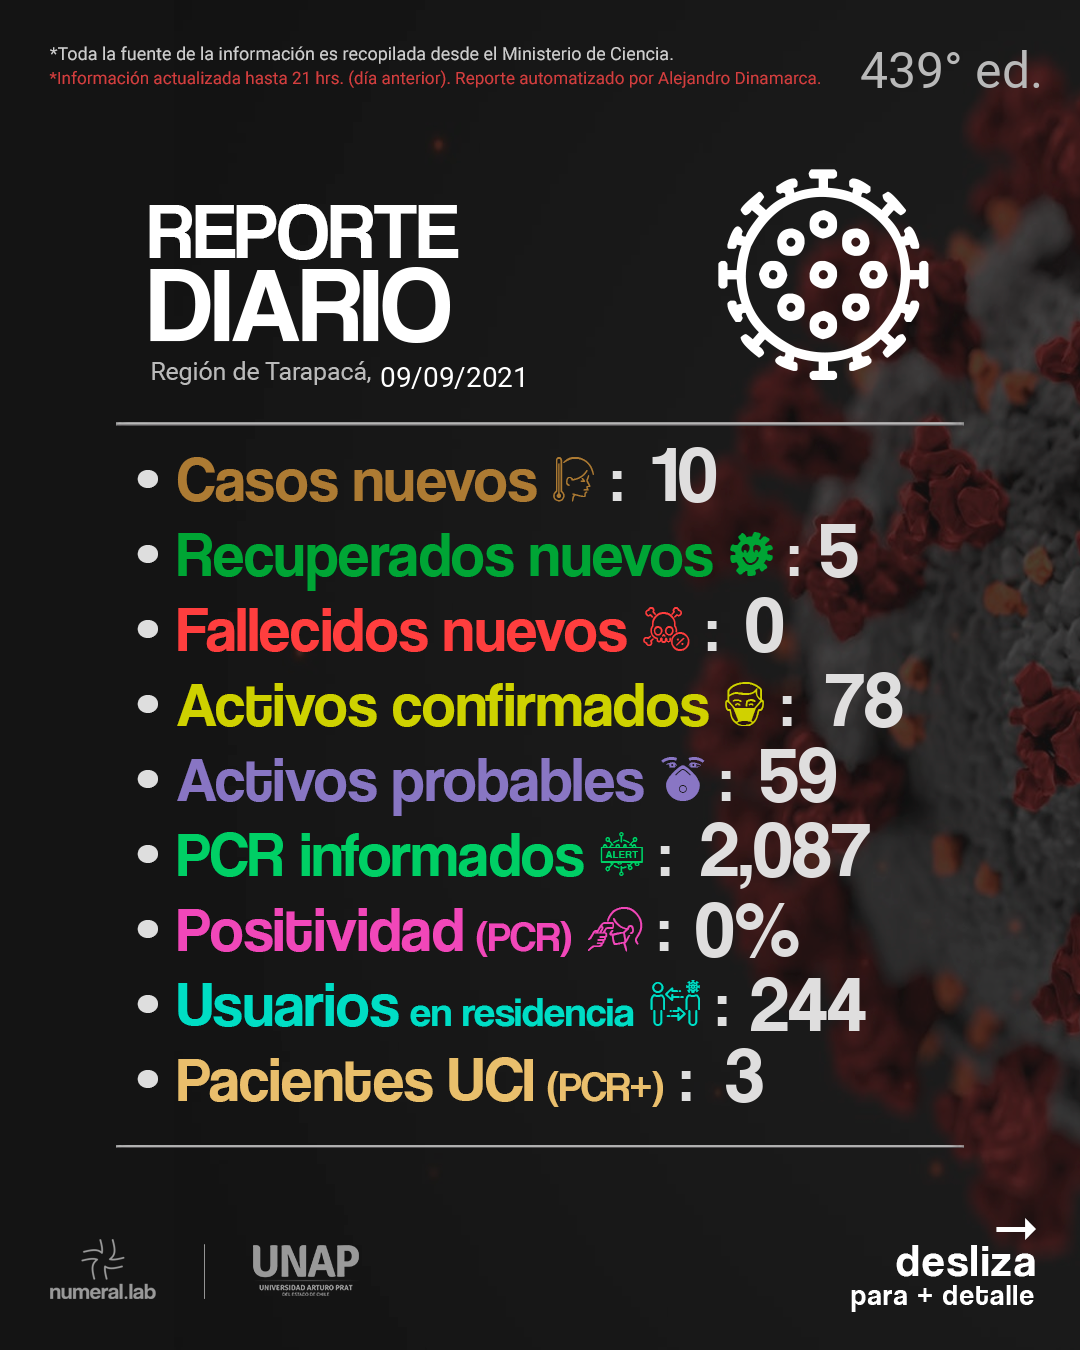 *Toda la fuente de la información es recopilada desde el Ministerio de Ciencia.
*Información actualizada hasta 21 hrs. (día anterior). Reporte automatizado por Alejandro Dinamarca.
439° ed.
REPORTE
DIARIO
Región de Tarapacá, 09/09/2021
• Casos nuevos : 10
• Recuperados nuevos : 5
• Fallecidos nuevos : 0
• Activos confirmados : 78
• Activos probables : 59
• PCR informados ALERT : 2,087
• Positividad (PCR) : 0%
• Usuarios en residencia : 244
• Pacientes UCI (PCR+) : 3
numeral.lab
UNAP
UNIVERSIDAD ARTURO PRAT
DEL ESTADO DE CHILE
desliza
para + detalle